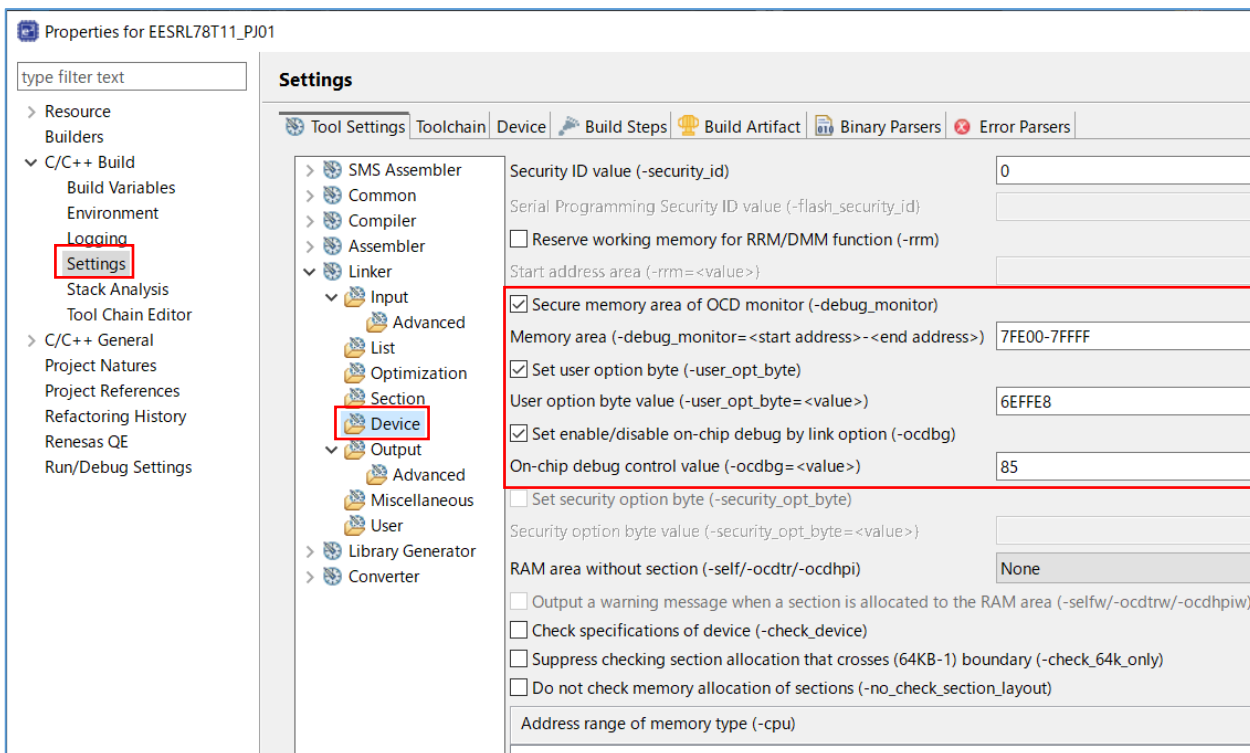 Properties for EESRL78T11_PJ01
type filter text
Resource
Builders
C/C++ Build
Build Variables
Environment
Logging
Settings
Stack Analysis
Tool Chain Editor
C/C++ General
Project Natures
Project References
Refactoring History
Renesas QE
Run/Debug Settings
Settings
Tool Settings Toolchain Device Build Steps Build Artifact Binary Parsers Error Parsers
SMS Assembler
Common
Compiler
Assembler
Linker
Input
Advanced
List
Optimization
Section
Device
Output
Advanced
Miscellaneous
User
Library Generator
Converter
Security ID value (-security_id) 0
Serial Programming Security ID value (-flash_security_id)
Reserve working memory for RRM/DMM function (-rrm)
Start address area (-rrm=<value>)
Secure memory area of OCD monitor (-debug_monitor)
Memory area (-debug_monitor=<start address>-<end address>) 7FE00-7FFFF
Set user option byte (-user_opt_byte)
User option byte value (-user_opt_byte=<value>) 6EFFE8
Set enable/disable on-chip debug by link option (-ocdbg)
On-chip debug control value (-ocdbg=<value>) 85
Set security option byte (-security_opt_byte)
Security option byte value (-security_opt_byte=<value>)
RAM area without section (-self/-ocdtr/-ocdhpi) None
Output a warning message when a section is allocated to the RAM area (-selfw/-ocdtrw/-ocdhpiw)
Check specifications of device (-check_device)
Suppress checking section allocation that crosses (64KB-1) boundary (-check_64k_only)
Do not check memory allocation of sections (-no_check_section_layout)
Address range of memory type (-cpu)